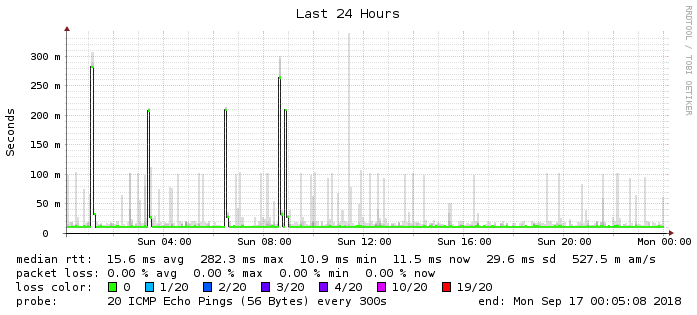 Last 24 Hours
RRDTOOL / TOBI OETIKER
Seconds
300 m
250 m
200 m
150 m
100 m
50 m
0
Sun 04:00 Sun 08:00 Sun 12:00 Sun 16:00 Sun 20:00 Mon 00:00
median rtt: 15.6 ms avg 282.3 ms max 10.9 ms min 11.5 ms now 29.6 ms sd 527.5 m am/s
packet loss: 0.00 % avg 0.00 % max 0.00 % min 0.00 % now
loss color: 0 1/20 2/20 3/20 4/20 10/20 19/20
probe: 20 ICMP Echo Pings (56 Bytes) every 300s end: Mon Sep 17 00:05:08 2018